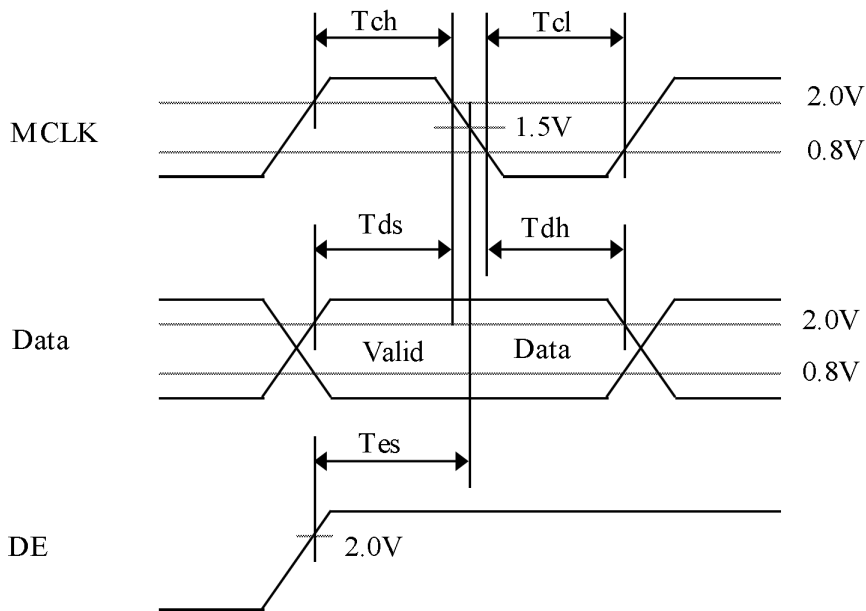 Tch
Tcl
2.0V
MCLK
1.5V
0.8V
Tds
Tdh
2.0V
Data
Valid
Data
0.8V
Tes
DE
2.0V